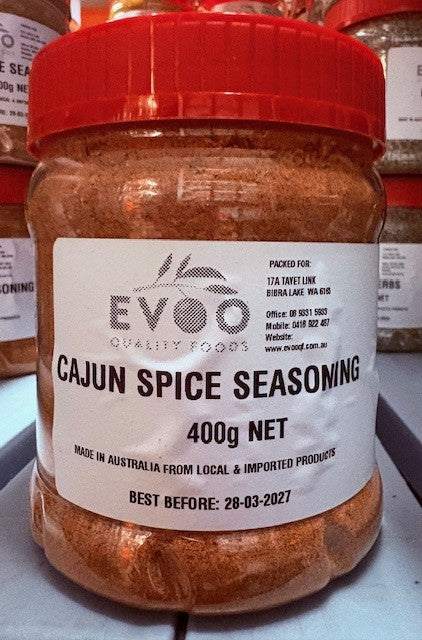 EVOO
QUALITY FOODS
PACKED FOR:
17A TAYET LINK
BIBRA LAKE WA 6163
Office: 08 9331 5933
Mobile: 0418 922 487
Website:
www.evooqf.com.au
CAJUN SPICE SEASONING
400g NET
MADE IN AUSTRALIA FROM LOCAL & IMPORTED PRODUCTS
BEST BEFORE: 28-03-2027